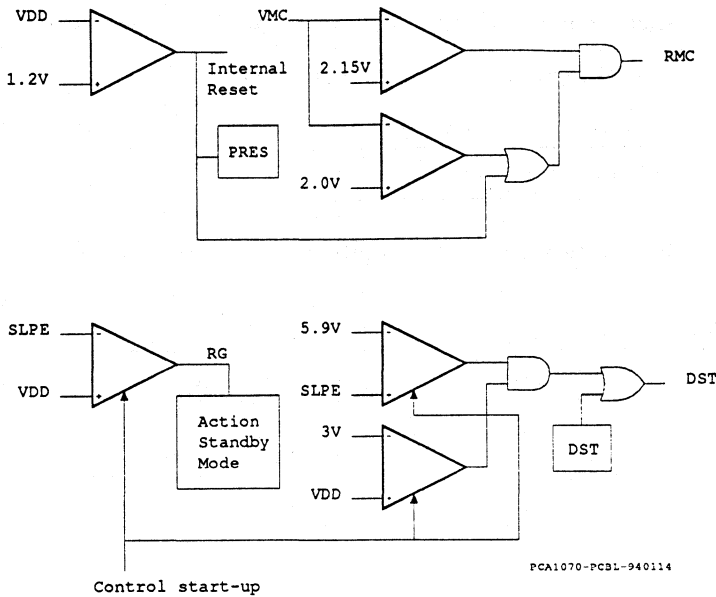 VDD
1.2V
Internal
Reset
PRES
VMC
2.15V
2.0V
RMC
SLPE
VDD
RG
Action
Standby
Mode
5.9V
SLPE
3V
VDD
DST
DST
Control start-up
PCA1070-PCBL-940114